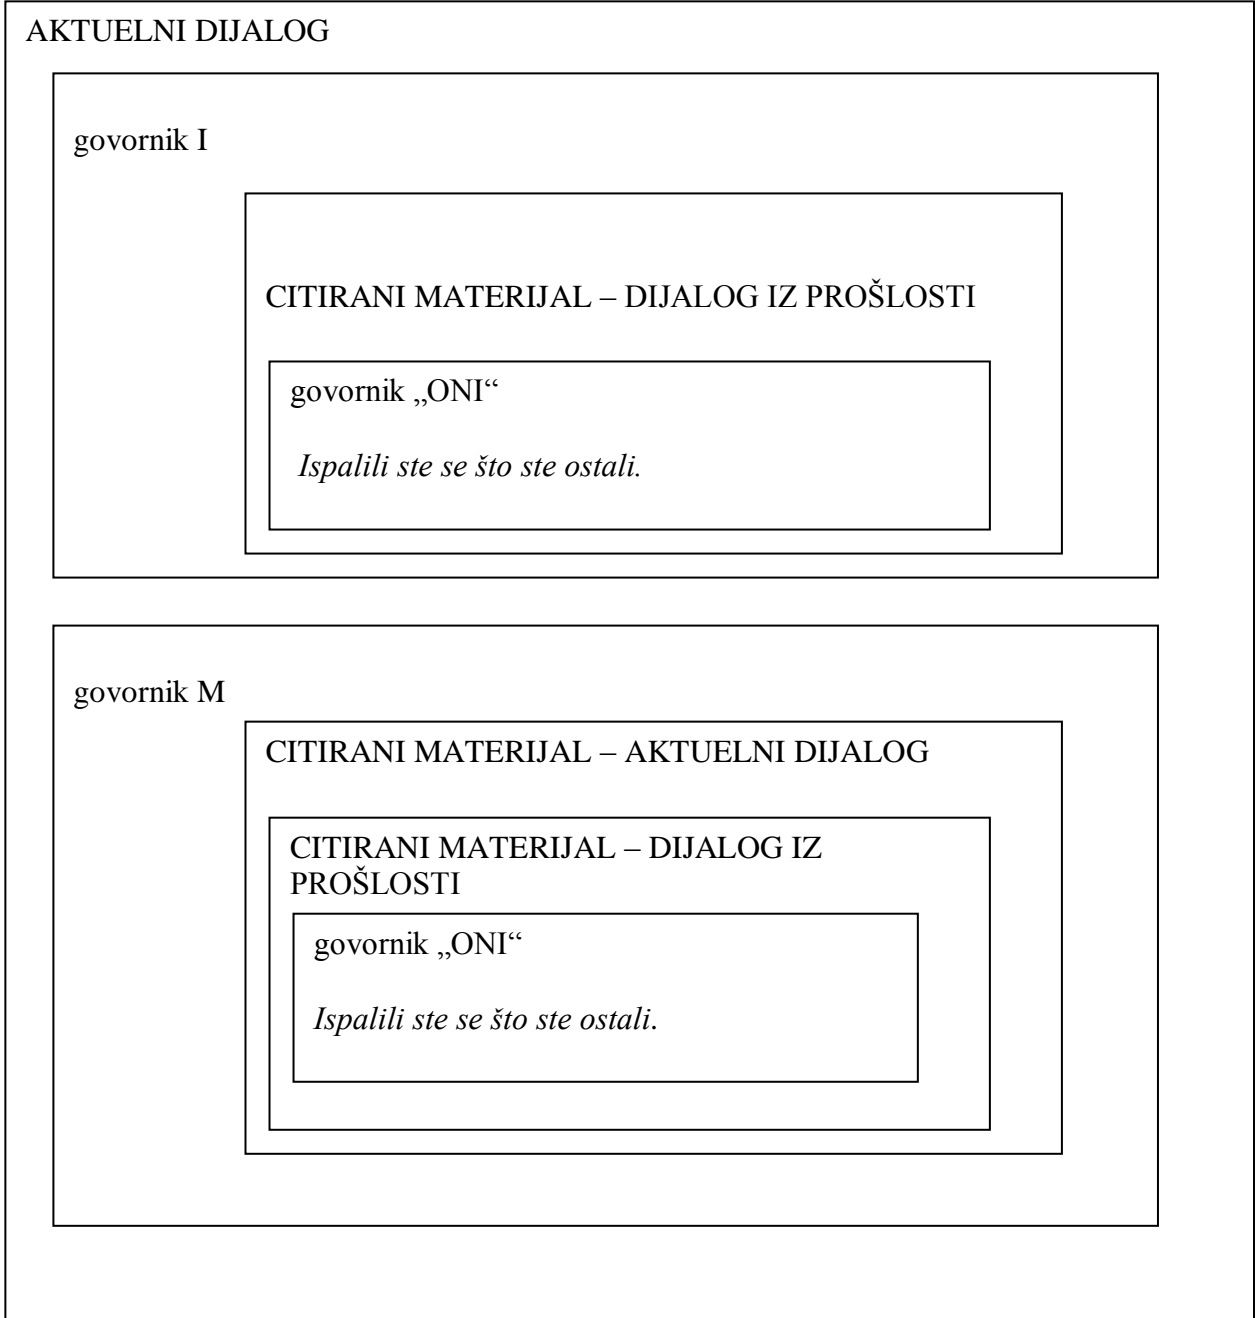 AKTUELNI DIJALOG
govornik I
CITIRANI MATERIJAL – DIJALOG IZ PROŠLOSTI
govornik „ONI“
Ispalili ste se što ste ostali.
govornik M
CITIRANI MATERIJAL – AKTUELNI DIJALOG
CITIRANI MATERIJAL – DIJALOG IZ
PROŠLOSTI
govornik „ONI“
Ispalili ste se što ste ostali.